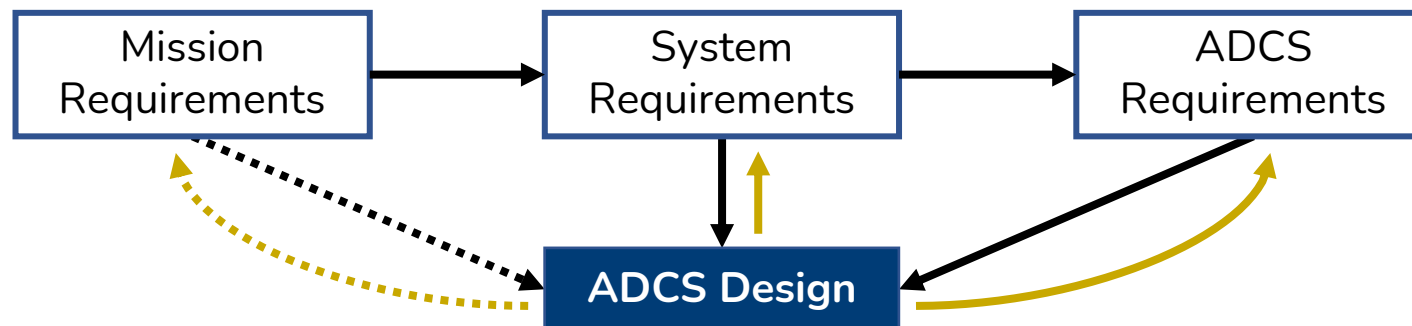 Mission
Requirements
System
Requirements
ADCS
Requirements
ADCS Design